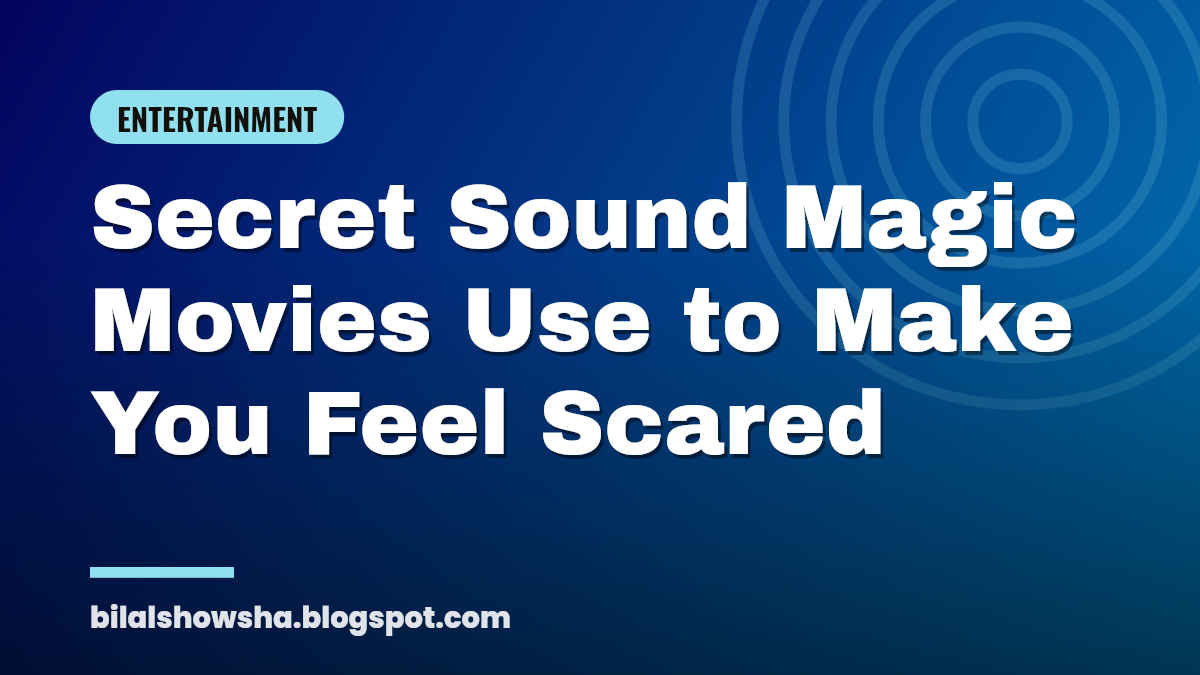 ENTERTAINMENT
Secret Sound Magic
Movies Use to Make
You Feel Scared
bilalshowsha.blogspot.com